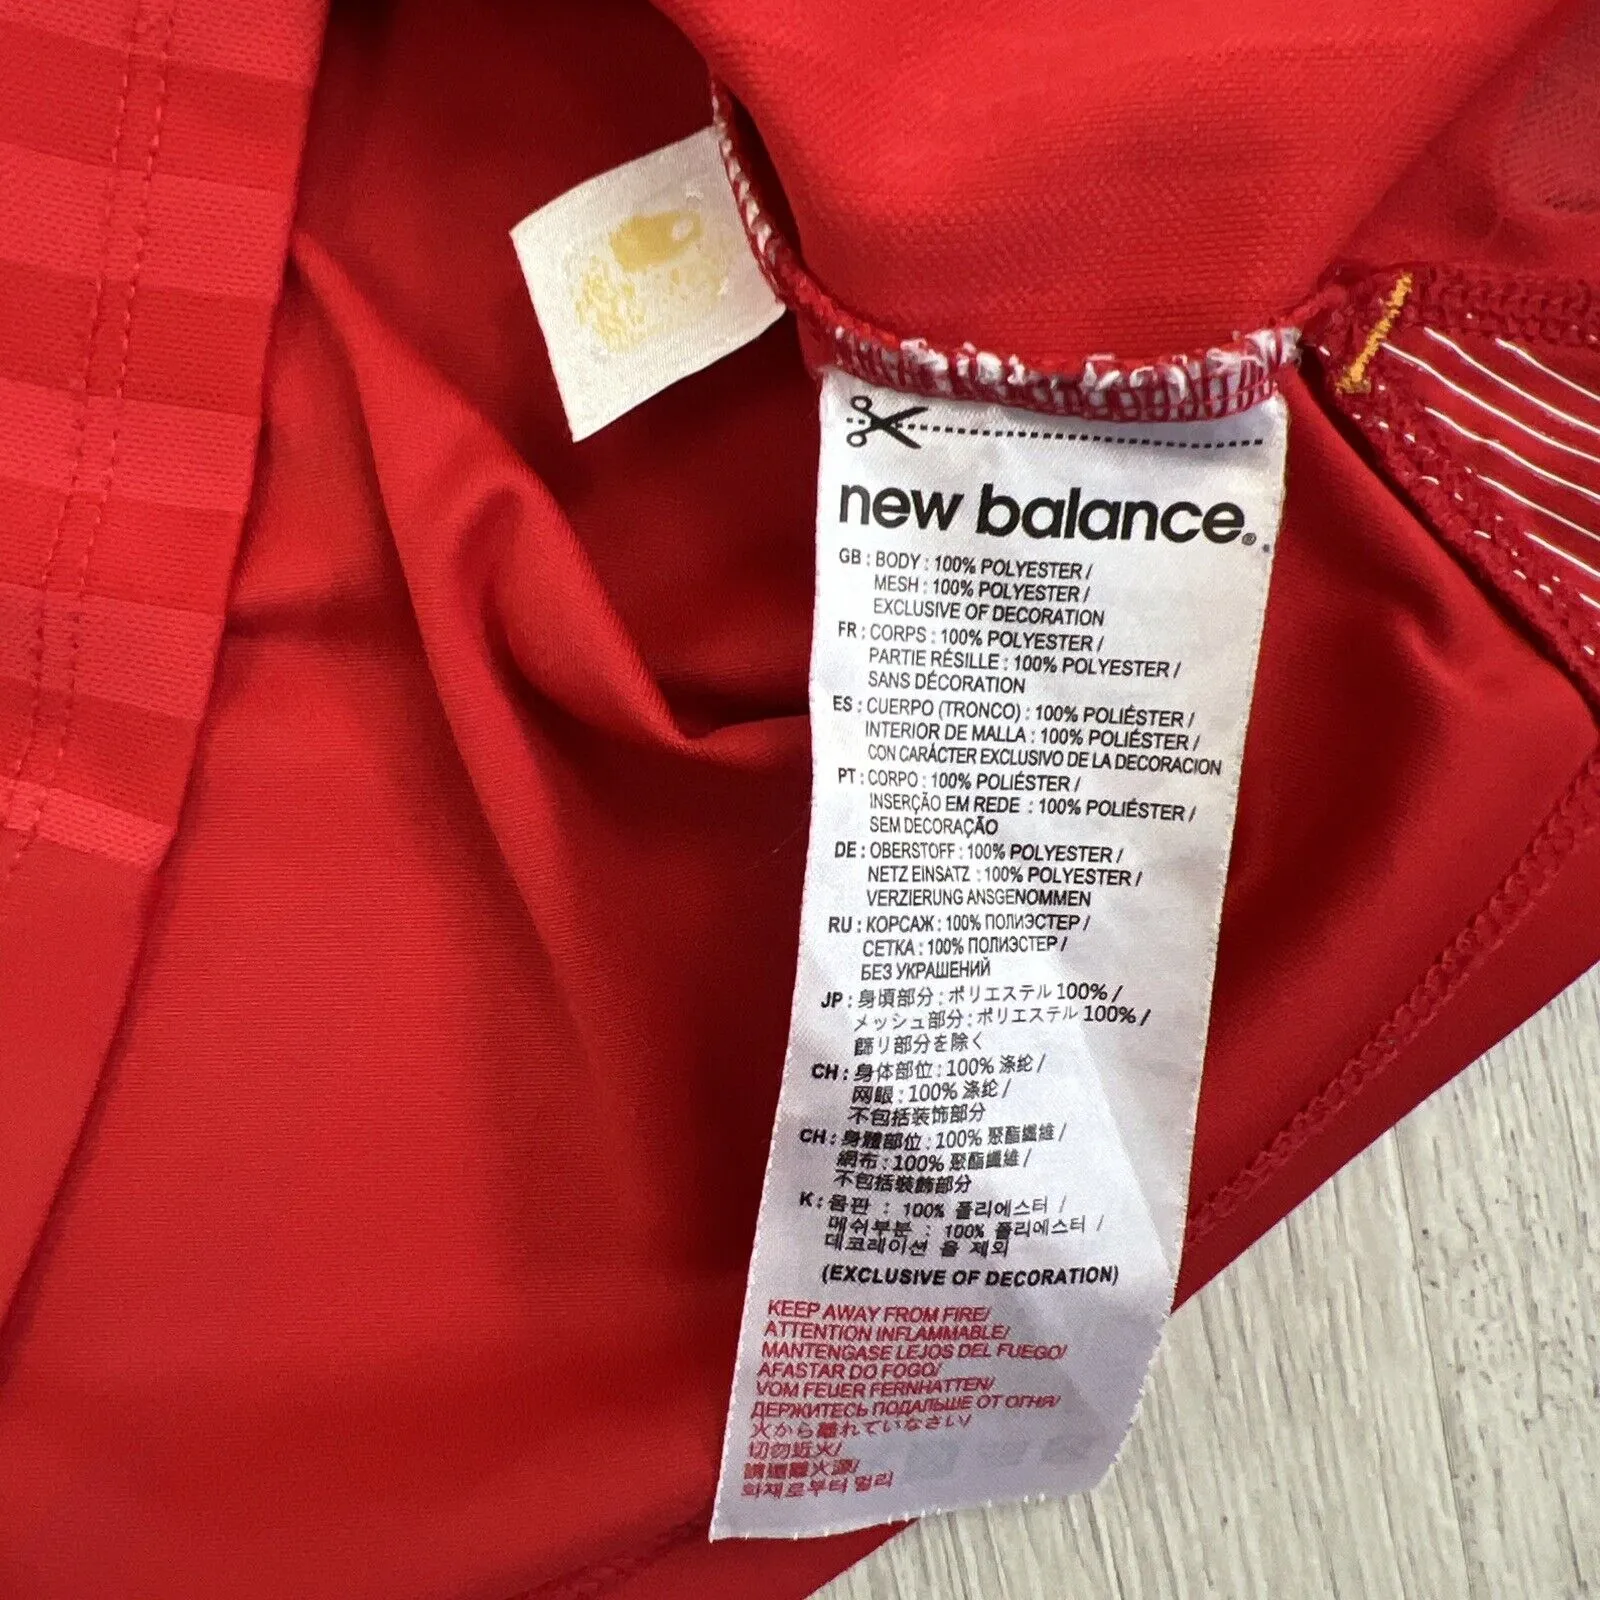 new balance®
GB : BODY : 100% POLYESTER /
MESH : 100% POLYESTER /
EXCLUSIVE OF DECORATION
FR : CORPS : 100% POLYESTER /
PARTIE RÉSILLE : 100% POLYESTER /
SANS DÉCORATION
ES : CUERPO (TRONCO) : 100% POLIÉSTER /
INTERIOR DE MALLA : 100% POLIÉSTER /
CON CARÁCTER EXCLUSIVO DE LA DECORACION
PT : CORPO : 100% POLIÉSTER /
INSERÇÃO EM REDE : 100% POLIÉSTER /
SEM DECORAÇÃO
DE : OBERSTOFF : 100% POLYESTER /
NETZ EINSATZ : 100% POLYESTER /
VERZIERUNG ANSGENOMMEN
RU : КОРСАЖ : 100% ПОЛИЭСТЕР /
СЕТКА : 100% ПОЛИЭСТЕР /
БЕЗ УКРАШЕНИЙ
JP : 身頃部分 : ポリエステル 100% /
メッシュ部分 : ポリエステル 100% /
飾り部分を除く
CH : 身体部位 : 100% 涤纶 /
网眼 : 100% 涤纶 /
不包括装饰部分
CH : 身體部位 : 100% 聚酯纖維 /
網布 : 100% 聚酯纖維 /
不包括裝飾部分
K : 몸판 : 100% 폴리에스터 /
메쉬부분 : 100% 폴리에스터 /
데코레이션 을 제외
(EXCLUSIVE OF DECORATION)
KEEP AWAY FROM FIRE/
ATTENTION INFLAMMABLE/
MANTENGASE LEJOS DEL FUEGO/
AFASTAR DO FOGO/
VOM FEUER FERNHATTEN/
ДЕРЖИТЕСЬ ПОДАЛЬШЕ ОТ ОГНЯ/
火から離れていなさい/
切勿近火/
請遠離火源/
화재로부터 멀리